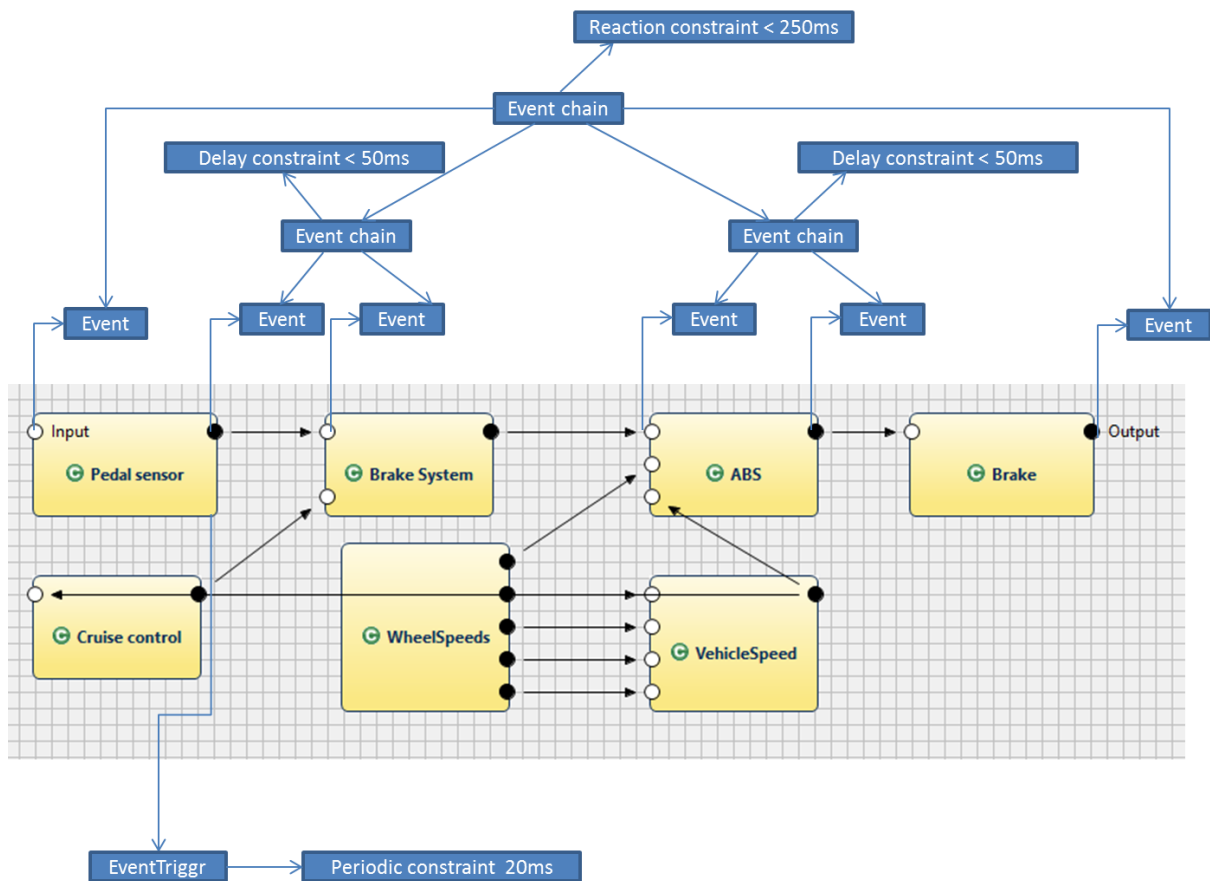 Reaction constraint < 250ms
Event chain
Delay constraint < 50ms
Delay constraint < 50ms
Event chain
Event chain
Event
Event
Event
Event
Event
Event
Input
Output
C Pedal sensor
C Brake System
C ABS
C Brake
C Cruise control
C WheelSpeeds
C VehicleSpeed
EventTriggr
Periodic constraint 20ms